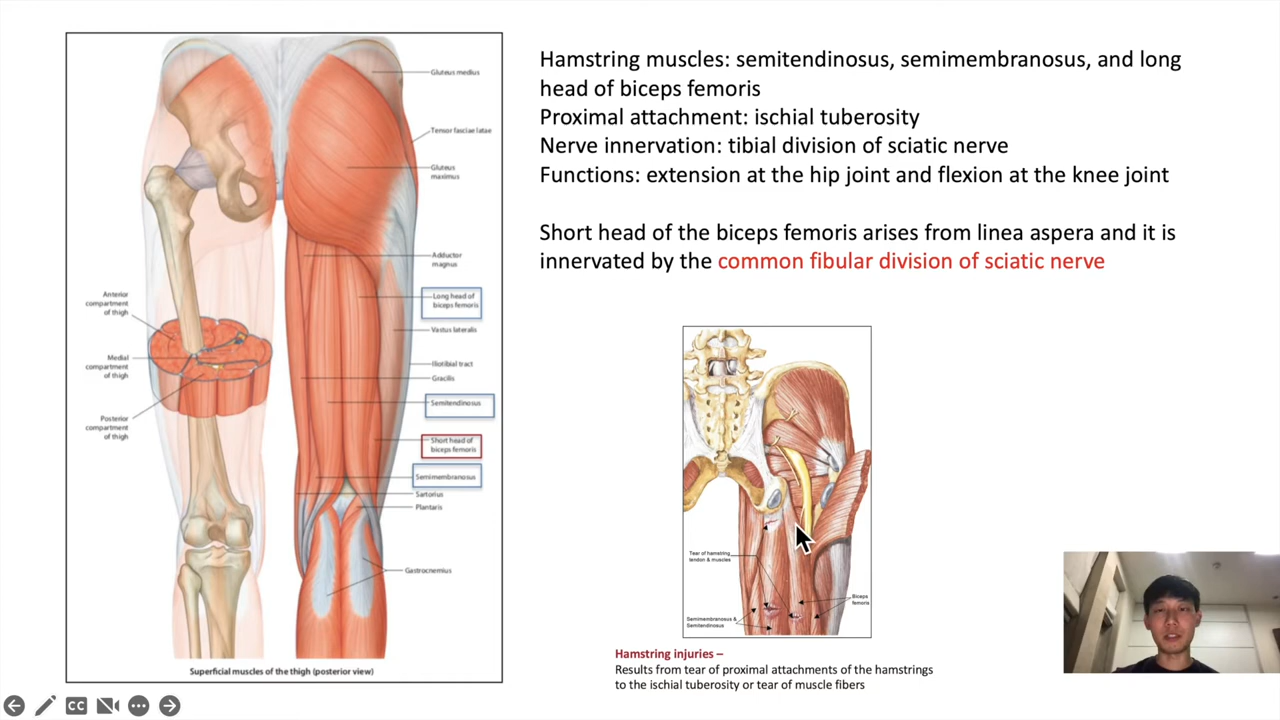 Hamstring muscles: semitendinosus, semimembranosus, and long
head of biceps femoris
Proximal attachment: ischial tuberosity
Nerve innervation: tibial division of sciatic nerve
Functions: extension at the hip joint and flexion at the knee joint
Short head of the biceps femoris arises from linea aspera and it is
innervated by the common fibular division of sciatic nerve
Gluteus medius
Tensor fasciae latae
Gluteus
maximus
Adductor
magnus
Long head of
biceps femoris
Vastus lateralis
Iliotibial tract
Gracilis
Semitendinosus
Short head of
biceps femoris
Semimembranosus
Sartorius
Plantaris
Gastrocnemius
Anterior
compartment
of thigh
Medial
compartment
of thigh
Posterior
compartment
of thigh
Superficial muscles of the thigh (posterior view)
Tear of hamstring
tendon & muscles
Biceps
femoris
Semimembranosus &
Semitendinosus
Hamstring injuries –
Results from tear of proximal attachments of the hamstrings
to the ischial tuberosity or tear of muscle fibers
CC